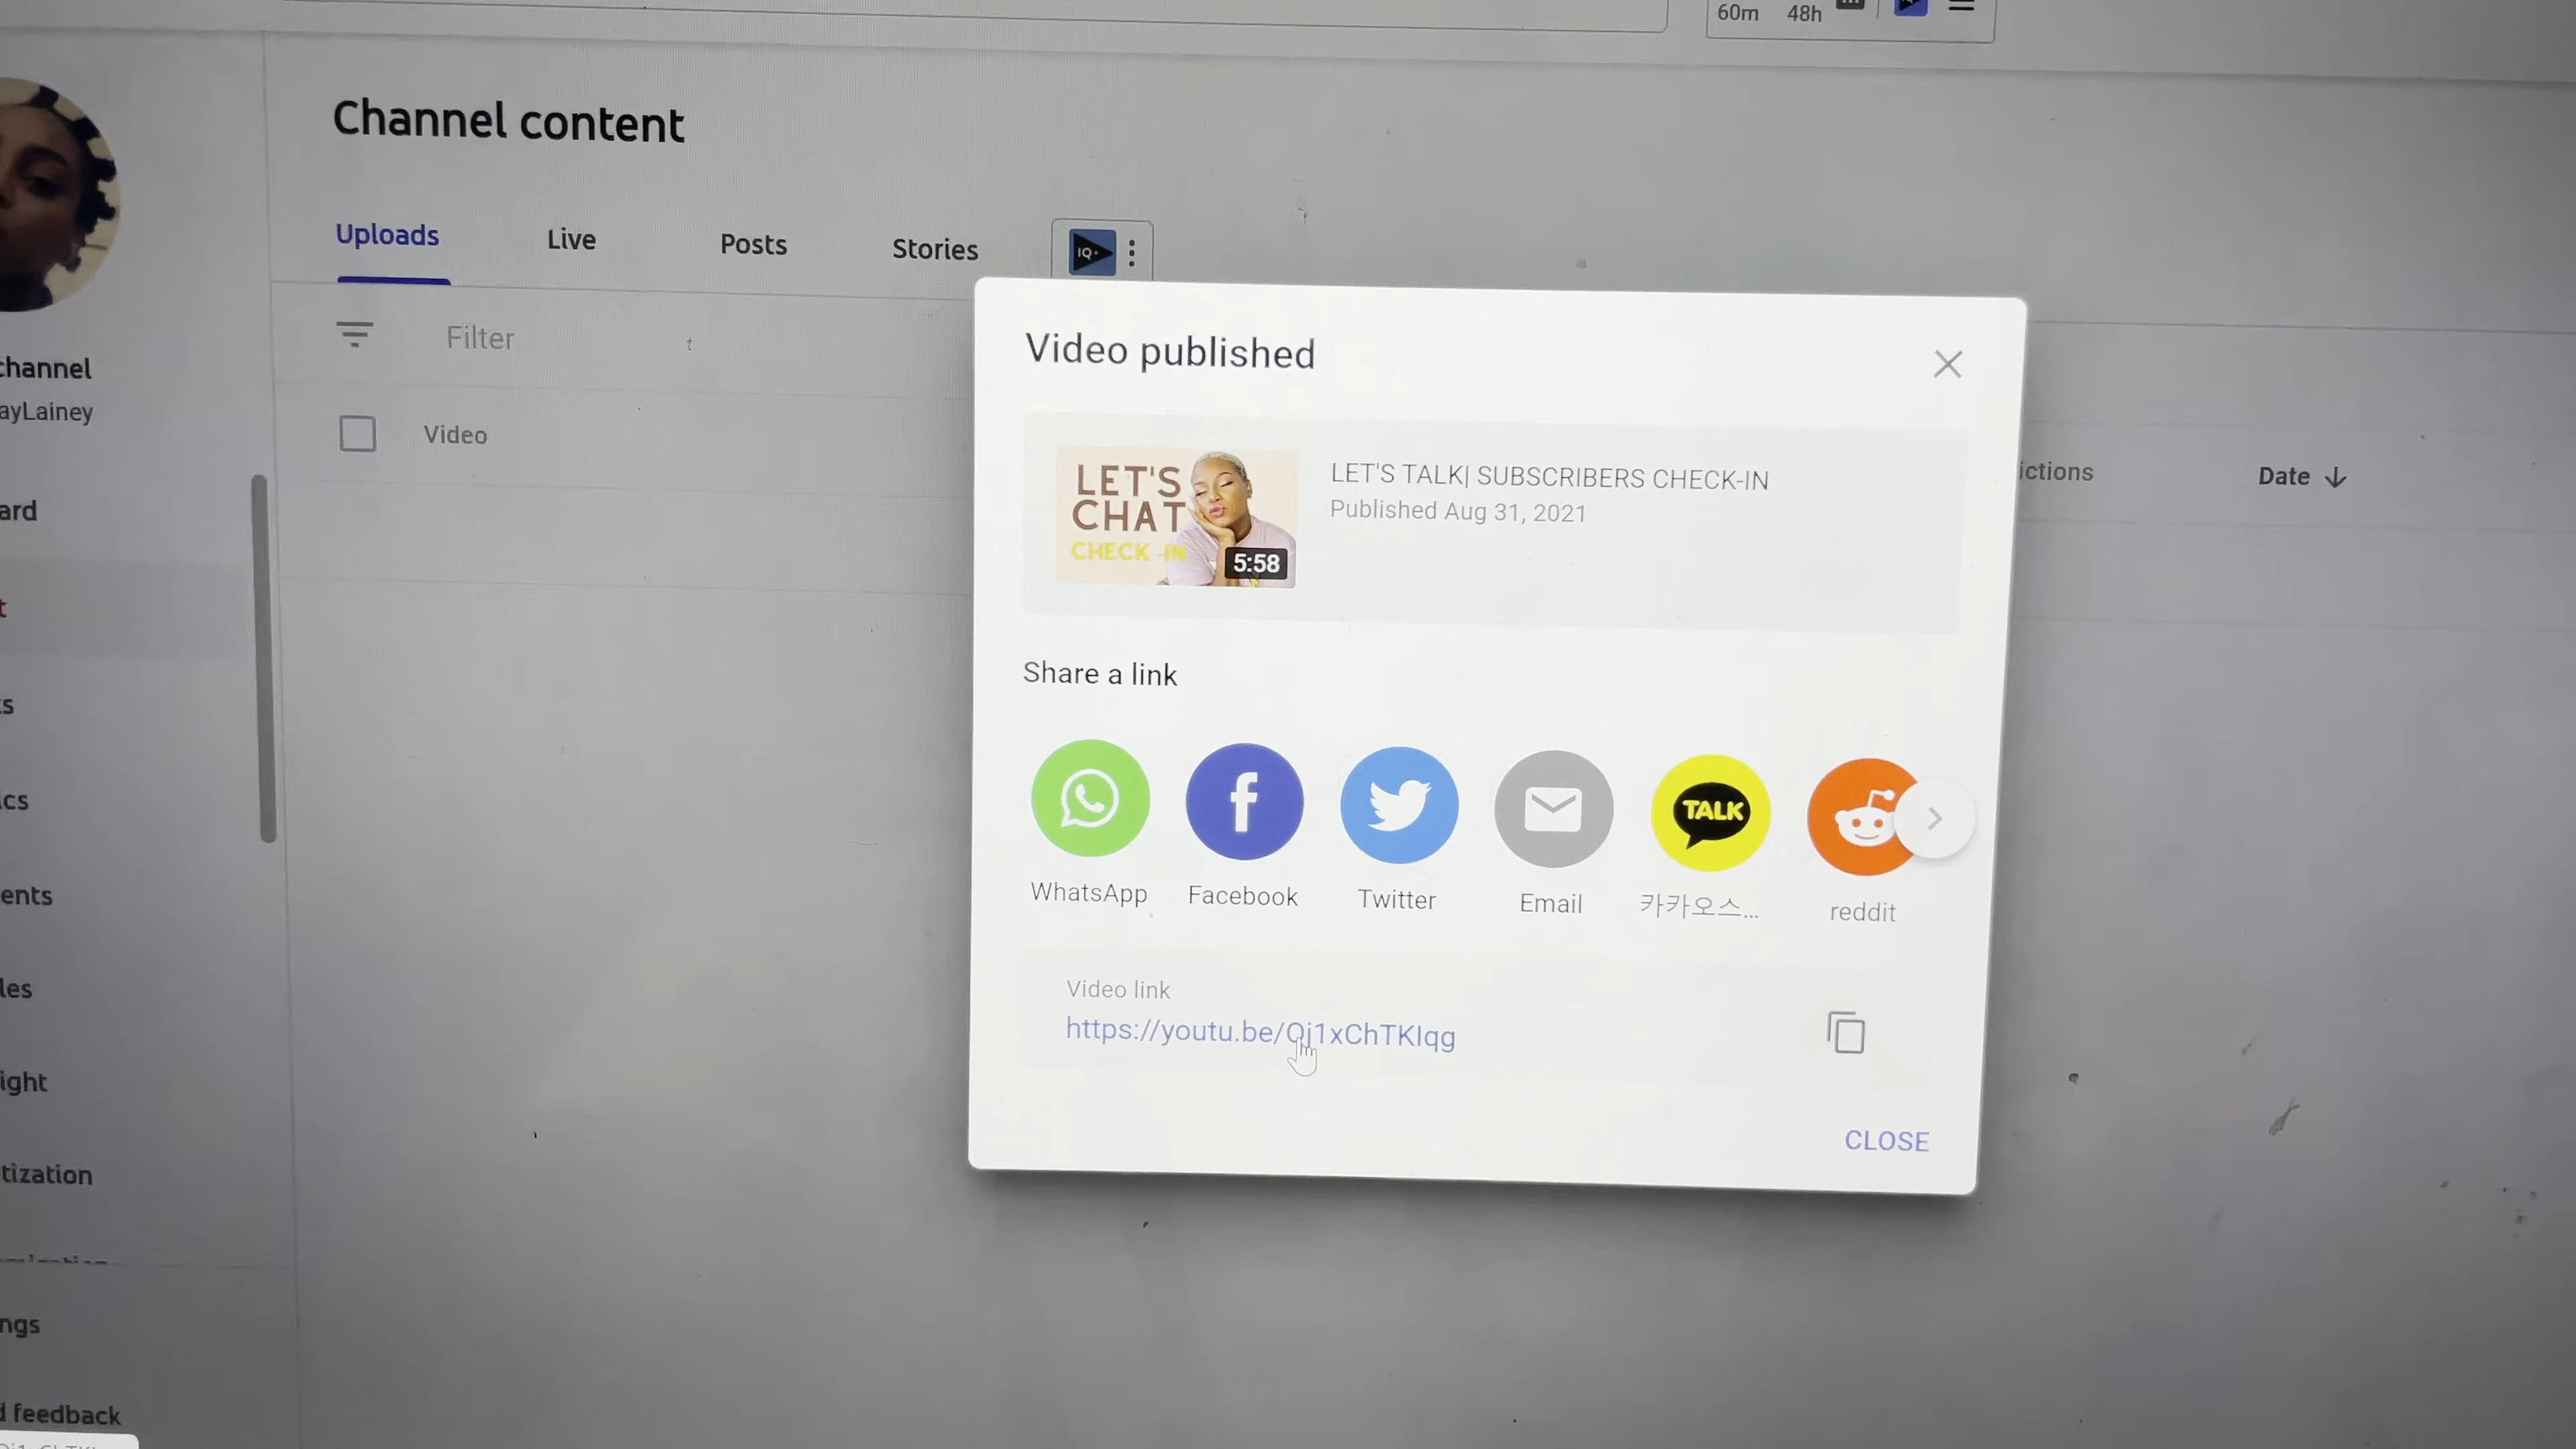 60m 48h
Channel content
Uploads Live Posts Stories IQ
Filter
channel
ayLainey
Video
ictions Date
ard
t
s
ics
ents
les
ight
tization
ngs
d feedback
Video published
LET'S
CHAT
CHECK-IN
5:58
LET'S TALK| SUBSCRIBERS CHECK-IN
Published Aug 31, 2021
Share a link
TALK
WhatsApp Facebook Twitter Email 카카오스... reddit
Video link
https://youtu.be/Qj1xChTKIqg
CLOSE